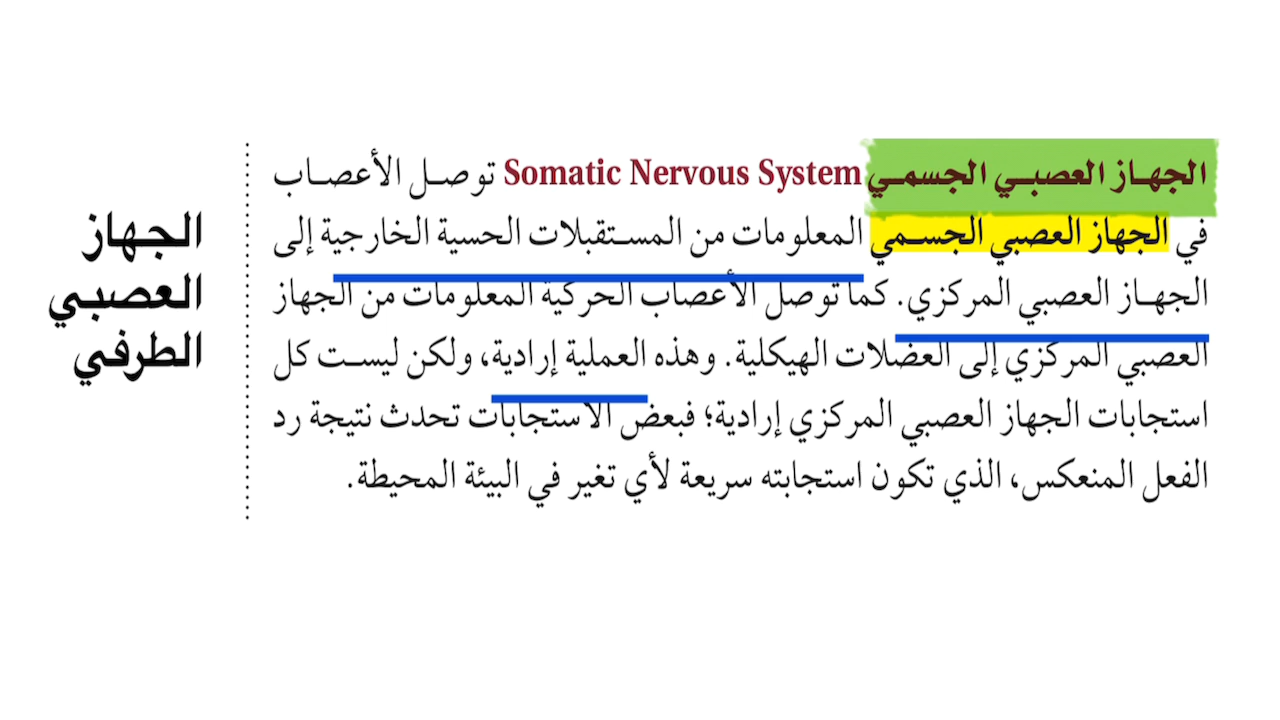 الجهاز العصبي الجسمي Somatic Nervous System توصل الأعصاب
في الجهاز العصبي الجسمي المعلومات من المستقبلات الحسية الخارجية إلى
الجهاز العصبي المركزي. كما توصل الأعصاب الحركية المعلومات من الجهاز
العصبي المركزي إلى العضلات الهيكلية. وهذه العملية إرادية، ولكن ليست كل
استجابات الجهاز العصبي المركزي إرادية؛ فبعض الاستجابات تحدث نتيجة رد
الفعل المنعكس، الذي تكون استجابته سريعة لأي تغير في البيئة المحيطة.
الجهاز
العصبي
الطرفي